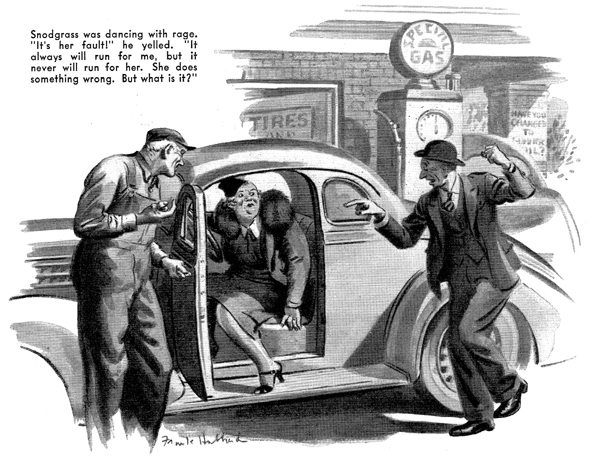 Snodgrass was dancing with rage.
"It's her fault!" he yelled. "It
always will run for me, but it
never will run for her. She does
something wrong. But what is it?"
SPECIAL
GAS
TIRES
AND
HAVE YOU
CHANGED
TO
SUMMER
OIL?